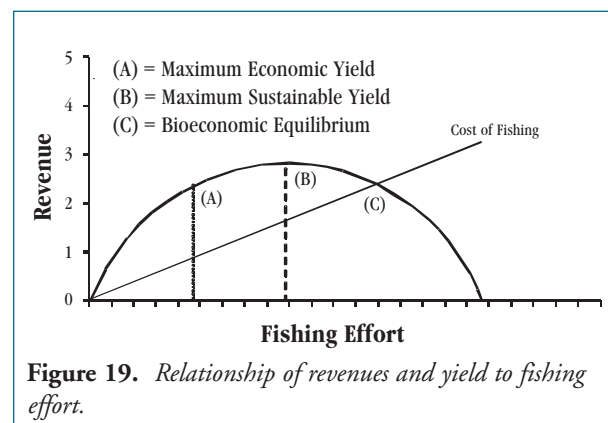 5
(A) = Maximum Economic Yield
4
(B) = Maximum Sustainable Yield
(C) = Bioeconomic Equilibrium
Cost of Fishing
3
Revenue
(B)
(A)
(C)
2
1
0
Fishing Effort
Figure 19. Relationship of revenues and yield to fishing
effort.